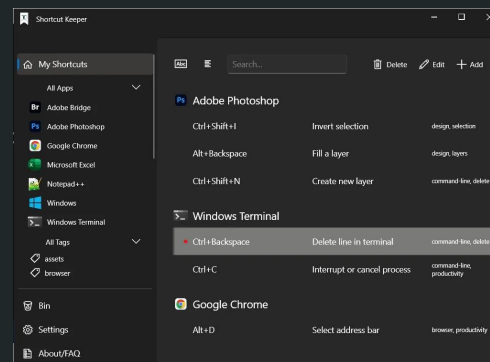 Shortcut Keeper
My Shortcuts
All Apps
Br Adobe Bridge
Ps Adobe Photoshop
Google Chrome
Microsoft Excel
Notepad++
Windows
Windows Terminal
All Tags
assets
browser
Bin
Settings
About/FAQ
Abc
Search...
Delete
Edit
Add
Ps Adobe Photoshop
Ctrl+Shift+I Invert selection design, selection
Alt+Backspace Fill a layer design, layers
Ctrl+Shift+N Create new layer command-line, delete
Windows Terminal
Ctrl+Backspace Delete line in terminal command-line, delete
Ctrl+C Interrupt or cancel process command-line,
productivity
Google Chrome
Alt+D Select address bar browser, productivity